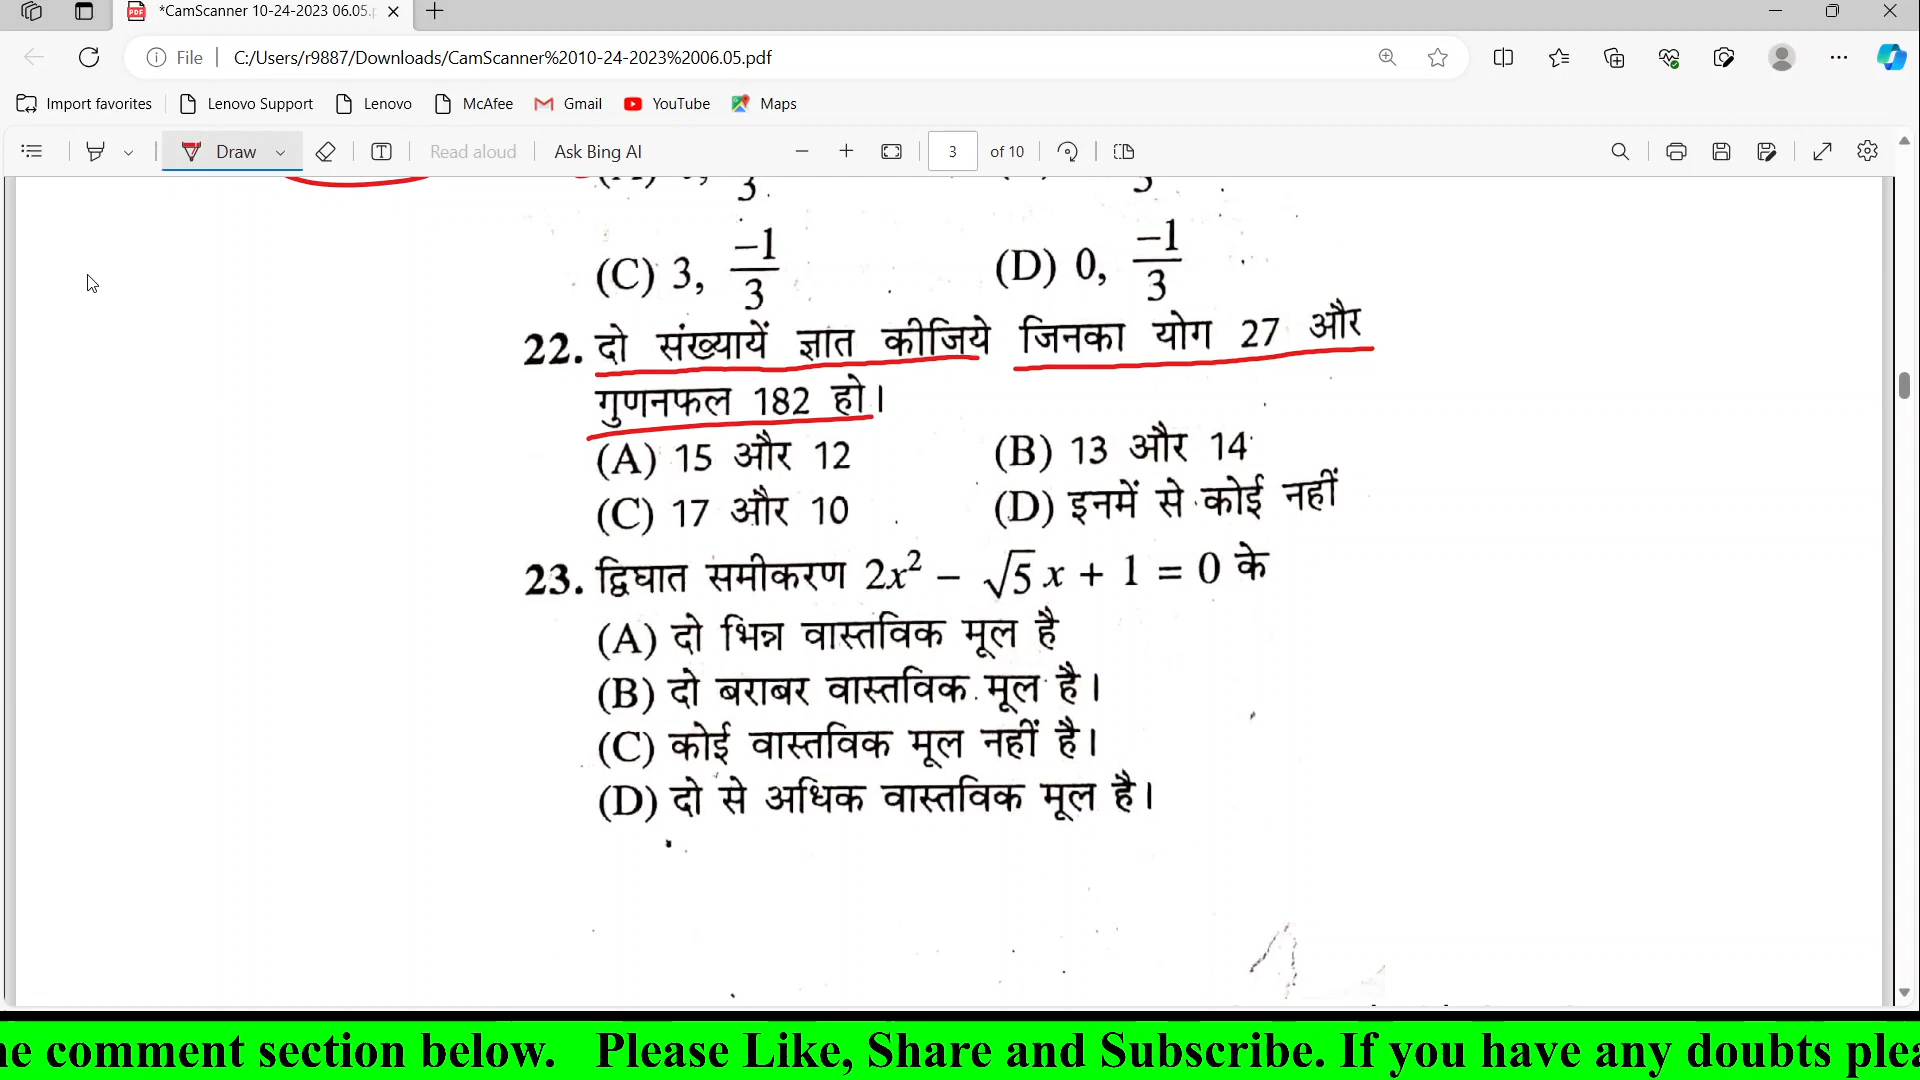 *CamScanner 10-24-2023 06.05.p
File
C:/Users/r9887/Downloads/CamScanner%2010-24-2023%2006.05.pdf
Import favorites
Lenovo Support
Lenovo
McAfee
Gmail
YouTube
Maps
Draw
Read aloud
Ask Bing AI
3 of 10
(C) 3, -1/3 (D) 0, -1/3
22. दो संख्यायें ज्ञात कीजिये जिनका योग 27 और
गुणनफल 182 हो।
(A) 15 और 12 (B) 13 और 14
(C) 17 और 10 (D) इनमें से कोई नहीं
23. द्विघात समीकरण 2x² – √5 x + 1 = 0 के
(A) दो भिन्न वास्तविक मूल है
(B) दो बराबर वास्तविक मूल है।
(C) कोई वास्तविक मूल नहीं है।
(D) दो से अधिक वास्तविक मूल है।
comment section below. Please Like, Share and Subscribe. If you have any doubts